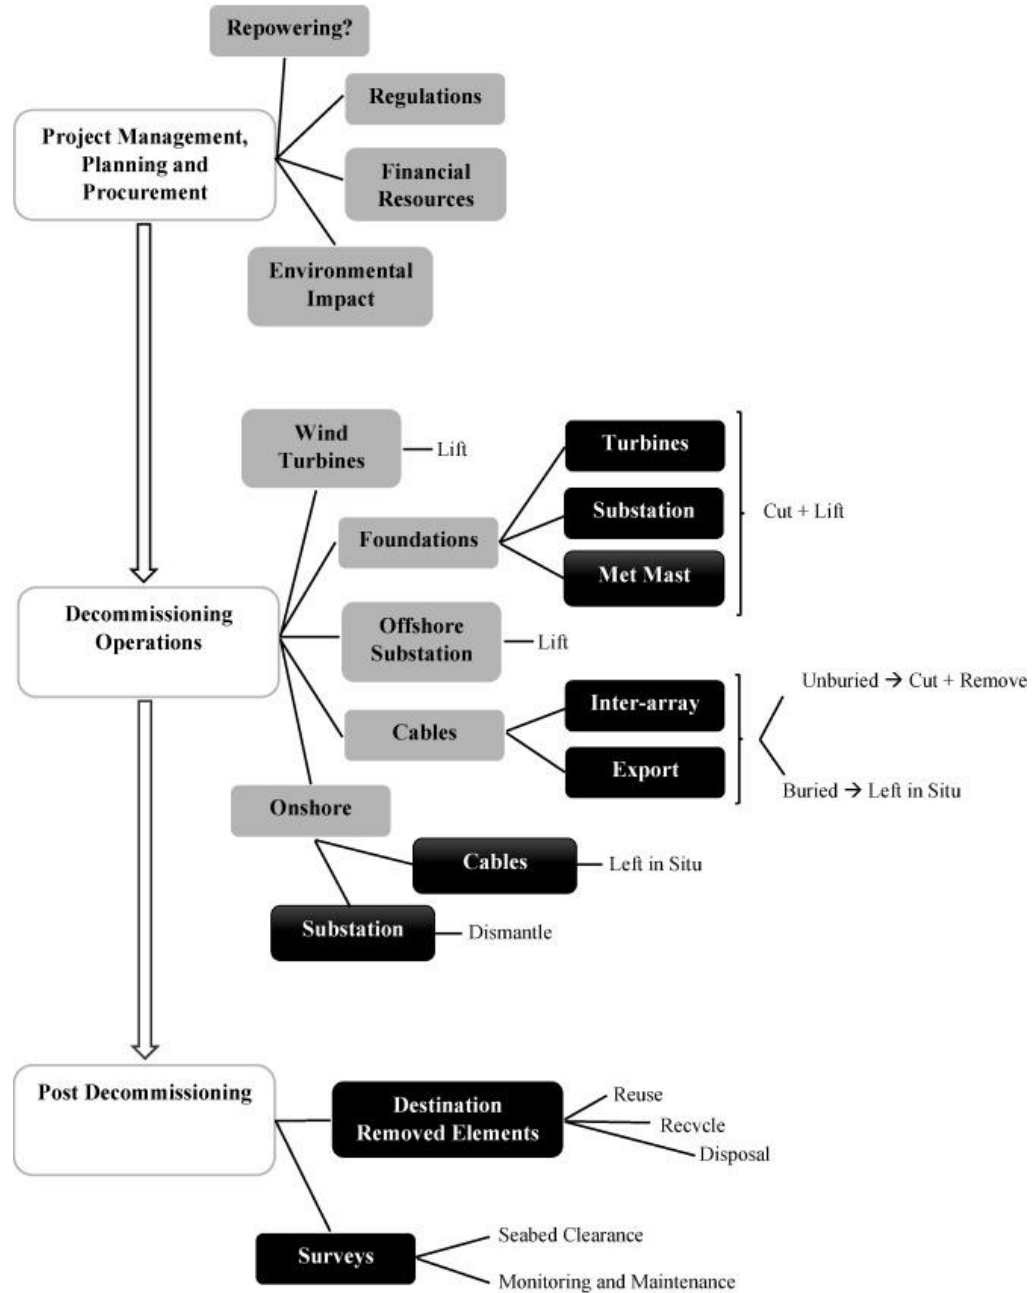 Repowering?
Regulations
Project Management,
Planning and
Procurement
Financial
Resources
Environmental
Impact
Wind
Turbines
Lift
Turbines
Substation
Cut + Lift
Foundations
Met Mast
Decommissioning
Operations
Offshore
Substation
Lift
Inter-array
Unburied → Cut + Remove
Cables
Export
Buried → Left in Situ
Onshore
Cables
Left in Situ
Substation
Dismantle
Post Decommissioning
Destination
Removed Elements
Reuse
Recycle
Disposal
Surveys
Seabed Clearance
Monitoring and Maintenance